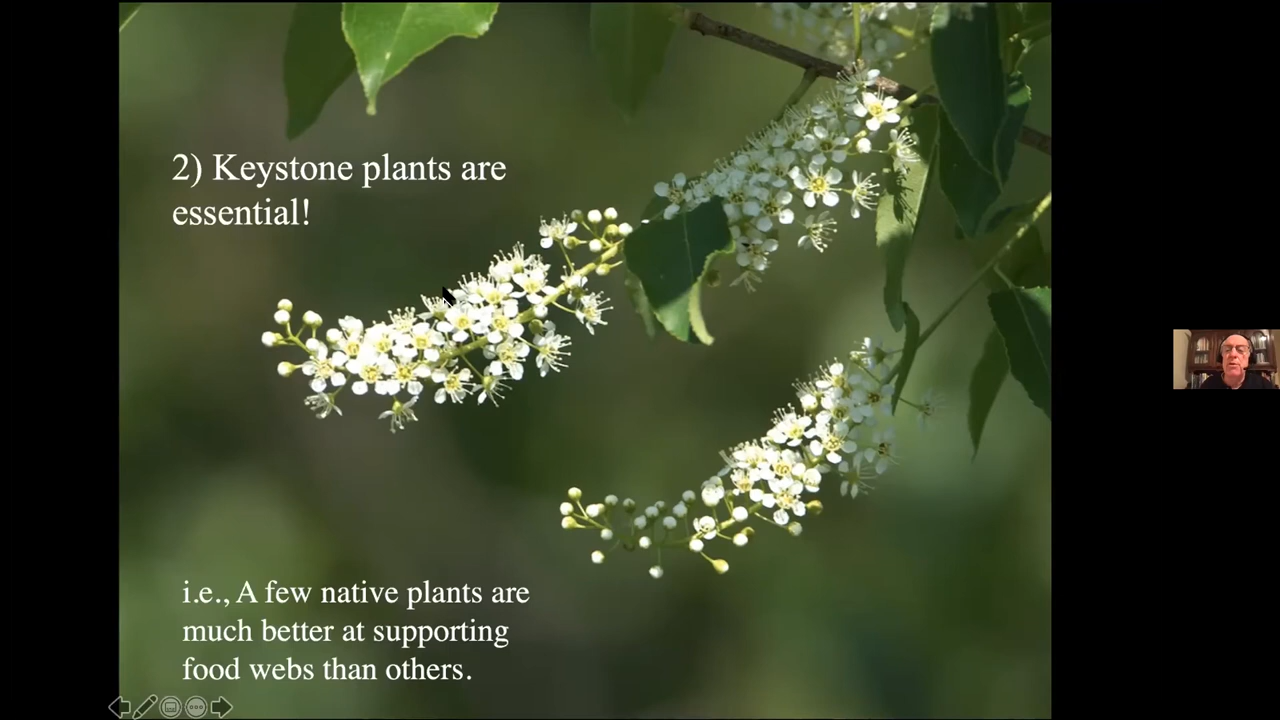 2) Keystone plants are
essential!
i.e., A few native plants are
much better at supporting
food webs than others.